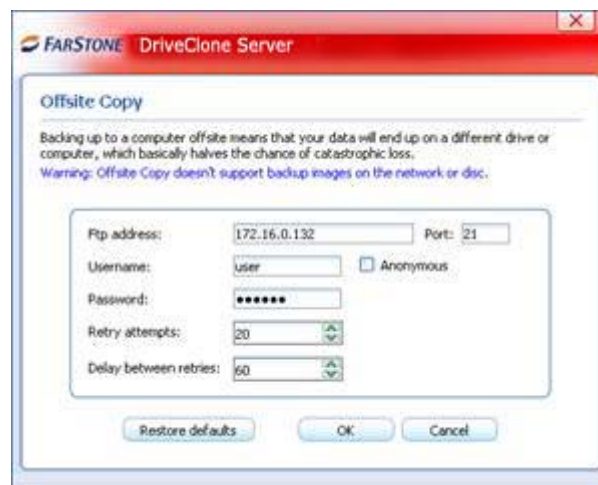 FARSTONE DriveClone Server
Offsite Copy
Backing up to a computer offsite means that your data will end up on a different drive or
computer, which basically halves the chance of catastrophic loss.
Warning: Offsite Copy doesn't support backup images on the network or disc.
Ftp address: 172.16.0.132 Port: 21
Username: user Anonymous
Password: ●●●●●●
Retry attempts: 20
Delay between retries: 60
Restore defaults OK Cancel